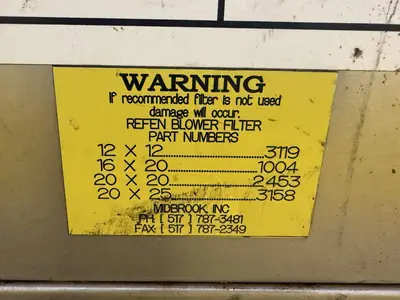 WARNING
If recommended filter is not used
damage will occur.
REFEN BLOWER FILTER
PART NUMBERS
12 X 12....................3119
16 X 20....................1004
20 X 20....................2453
20 X 25....................3158
MIDBROOK, INC
PH: [ 517 ] 787-3481
FAX: [ 517 ] 787-2349